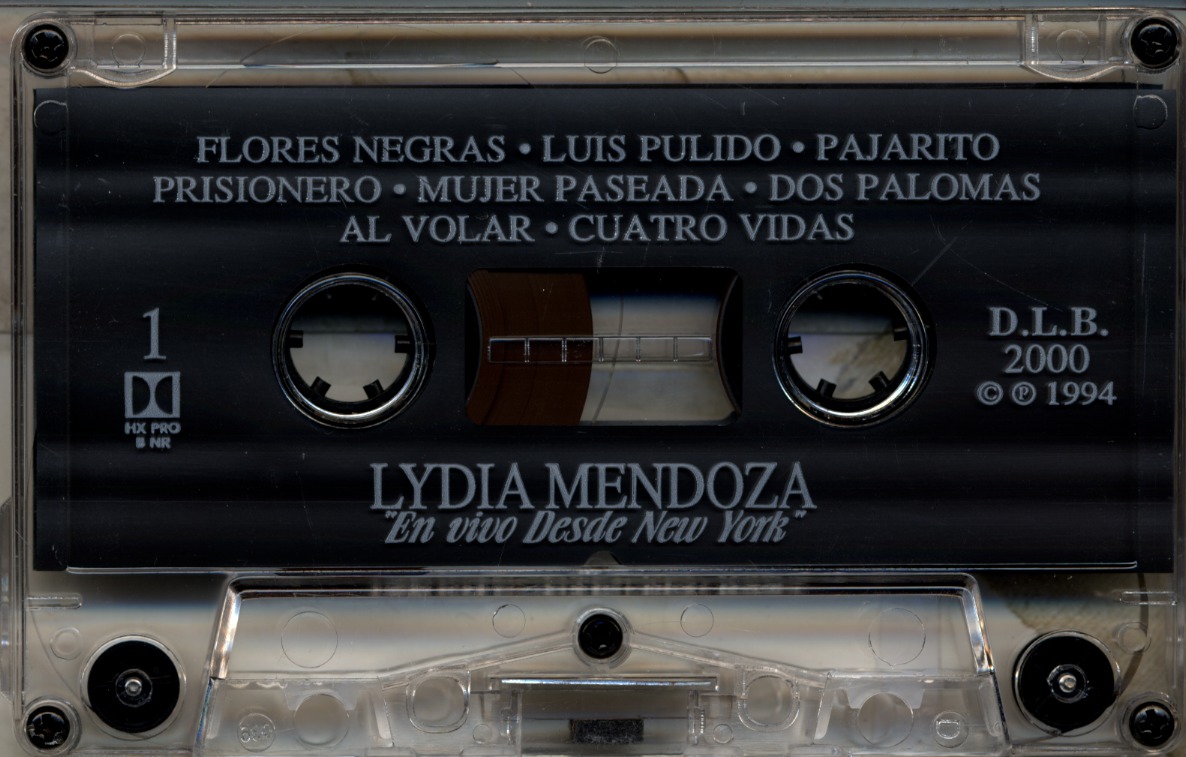 FLORES NEGRAS • LUIS PULIDO • PAJARITO
PRISIONERO • MUJER PASEADA • DOS PALOMAS
AL VOLAR • CUATRO VIDAS
1
HX PRO
B NR
D.L.B.
2000
© ℗ 1994
LYDIA MENDOZA
"En vivo Desde New York"